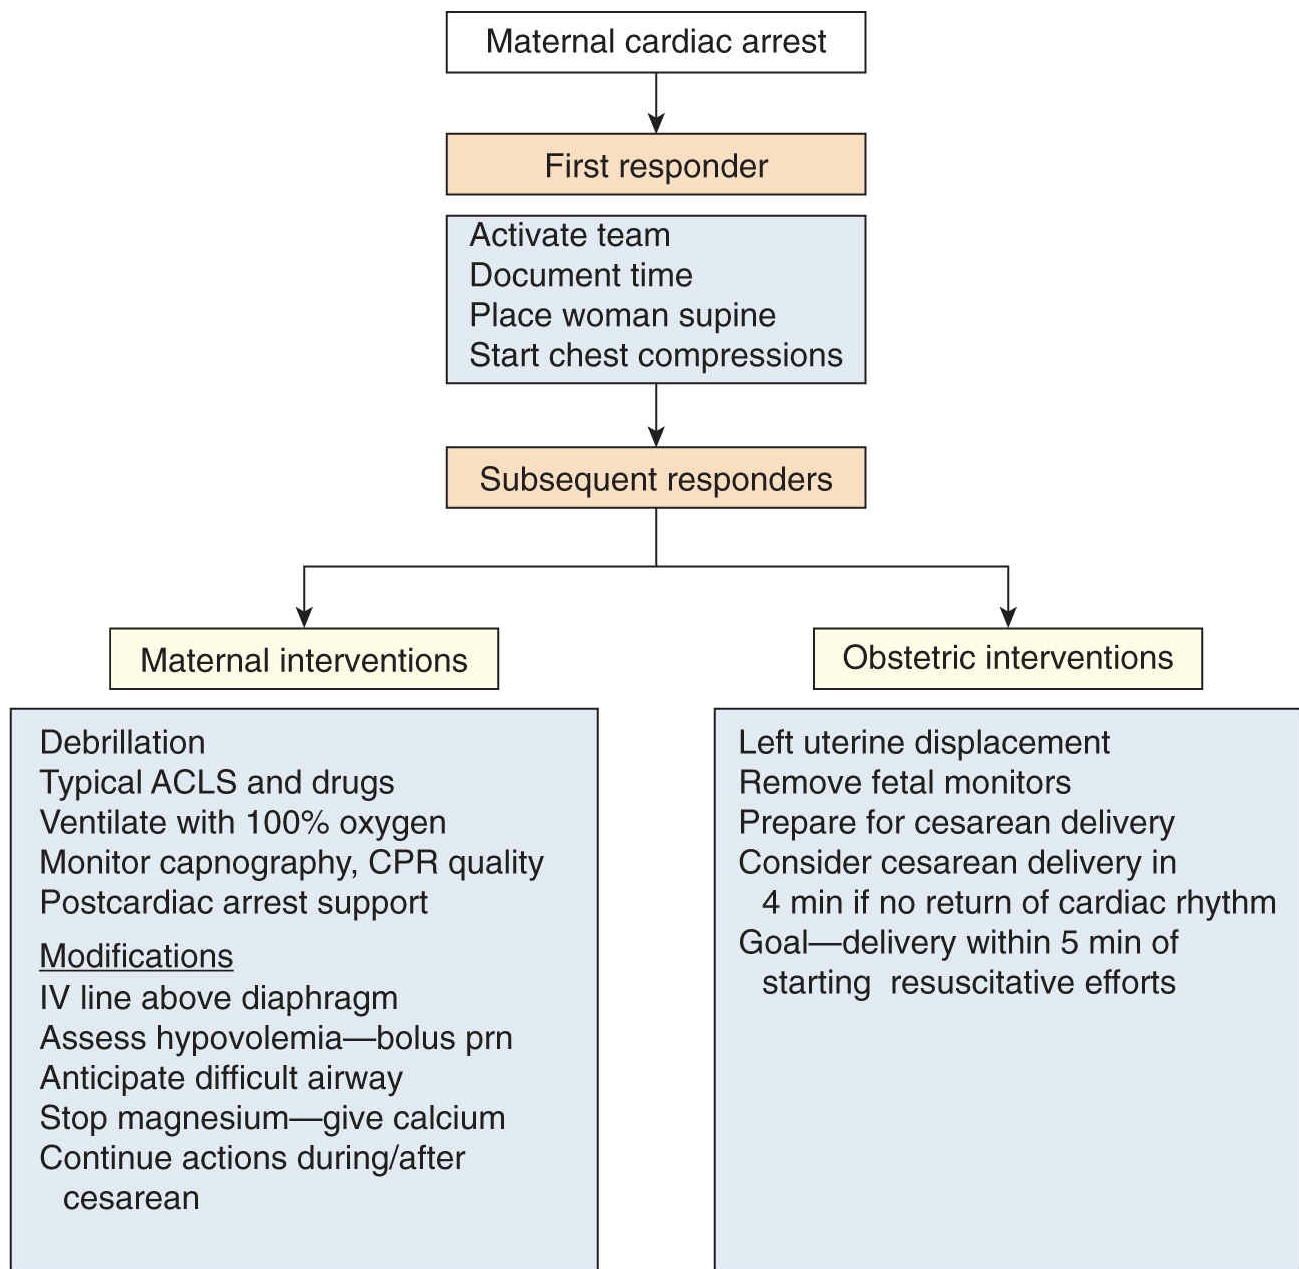 Maternal cardiac arrest
First responder
Activate team
Document time
Place woman supine
Start chest compressions
Subsequent responders
Maternal interventions
Debrillation
Typical ACLS and drugs
Ventilate with 100% oxygen
Monitor capnography, CPR quality
Postcardiac arrest support
Modifications
IV line above diaphragm
Assess hypovolemia—bolus prn
Anticipate difficult airway
Stop magnesium—give calcium
Continue actions during/after
cesarean
Obstetric interventions
Left uterine displacement
Remove fetal monitors
Prepare for cesarean delivery
Consider cesarean delivery in
4 min if no return of cardiac rhythm
Goal—delivery within 5 min of
starting resuscitative efforts